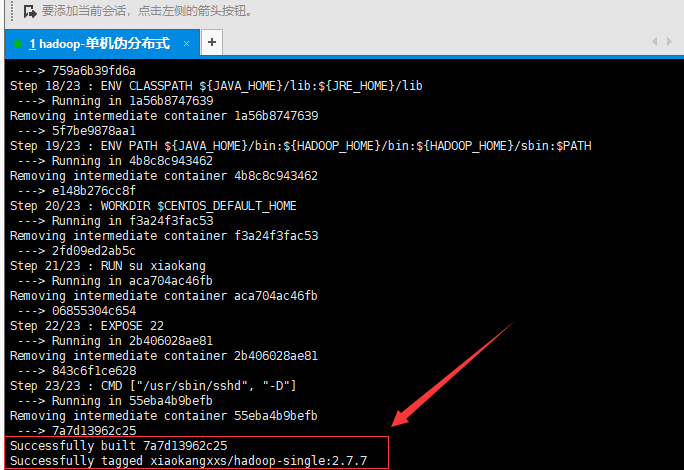 要添加当前会话，点击左侧的箭头按钮。
1 hadoop-单机伪分布式 × +
---> 759a6b39fd6a
Step 18/23 : ENV CLASSPATH ${JAVA_HOME}/lib:${JRE_HOME}/lib
---> Running in 1a56b8747639
Removing intermediate container 1a56b8747639
---> 5f7be9878aa1
Step 19/23 : ENV PATH ${JAVA_HOME}/bin:${HADOOP_HOME}/bin:${HADOOP_HOME}/sbin:$PATH
---> Running in 4b8c8c943462
Removing intermediate container 4b8c8c943462
---> e148b276cc8f
Step 20/23 : WORKDIR $CENTOS_DEFAULT_HOME
---> Running in f3a24f3fac53
Removing intermediate container f3a24f3fac53
---> 2fd09ed2ab5c
Step 21/23 : RUN su xiaokang
---> Running in aca704ac46fb
Removing intermediate container aca704ac46fb
---> 06855304c654
Step 22/23 : EXPOSE 22
---> Running in 2b406028ae81
Removing intermediate container 2b406028ae81
---> 843c6f1ce628
Step 23/23 : CMD ["/usr/sbin/sshd", "-D"]
---> Running in 55eba4b9befb
Removing intermediate container 55eba4b9befb
---> 7a7d13962c25
Successfully built 7a7d13962c25
Successfully tagged xiaokangxxs/hadoop-single:2.7.7